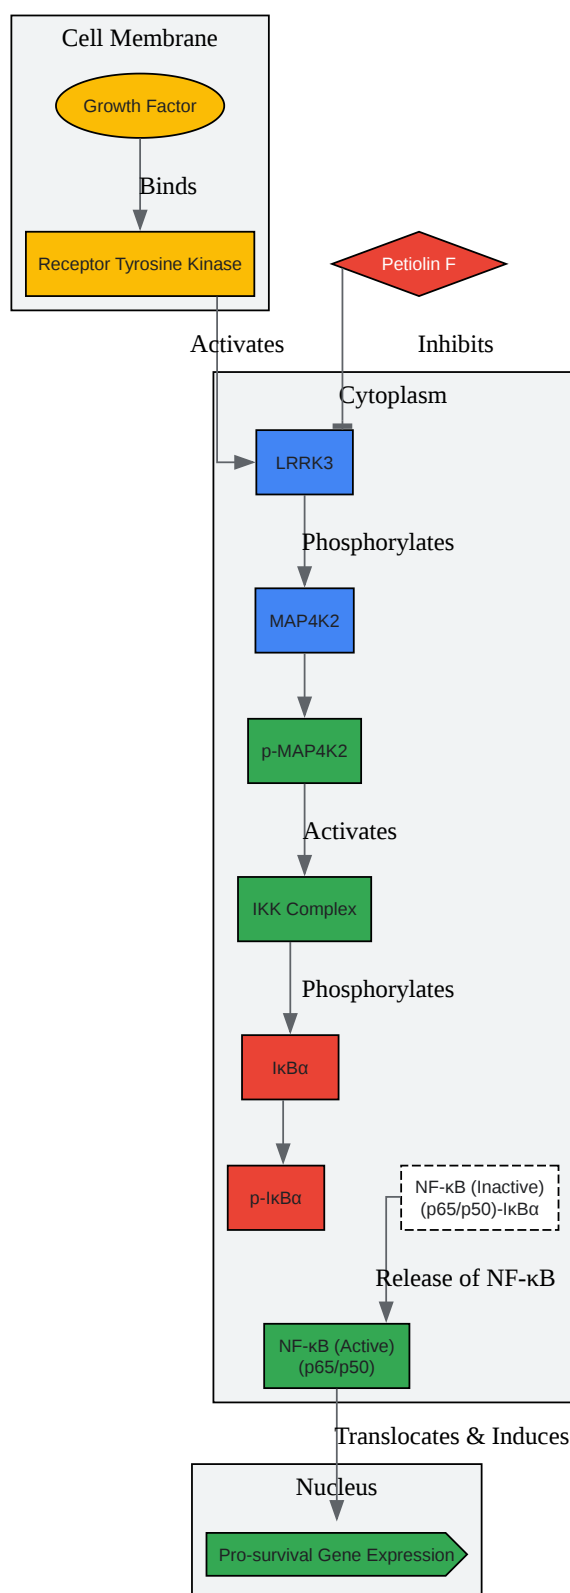 Cell Membrane
Growth Factor
Binds
Receptor Tyrosine Kinase
Petiolin F
Activates
Inhibits
Cytoplasm
LRRK3
Phosphorylates
MAP4K2
p-MAP4K2
Activates
IKK Complex
Phosphorylates
IκBα
p-IκBα
NF-κB (Inactive)
(p65/p50)-IκBα
Release of NF-κB
NF-κB (Active)
(p65/p50)
Translocates & Induces
Nucleus
Pro-survival Gene Expression